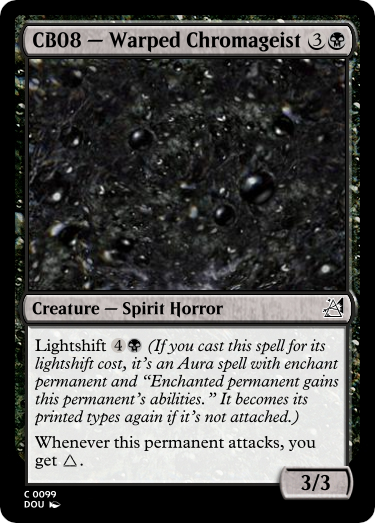 CB08 — Warped Chromageist 3
Creature — Spirit Horror
Lightshift 4 (If you cast this spell for its
lightshift cost, it's an Aura spell with enchant
permanent and “Enchanted permanent gains
this permanent's abilities.” It becomes its
printed types again if it's not attached.)
Whenever this permanent attacks, you
get △.
3/3
C 0099
DOU